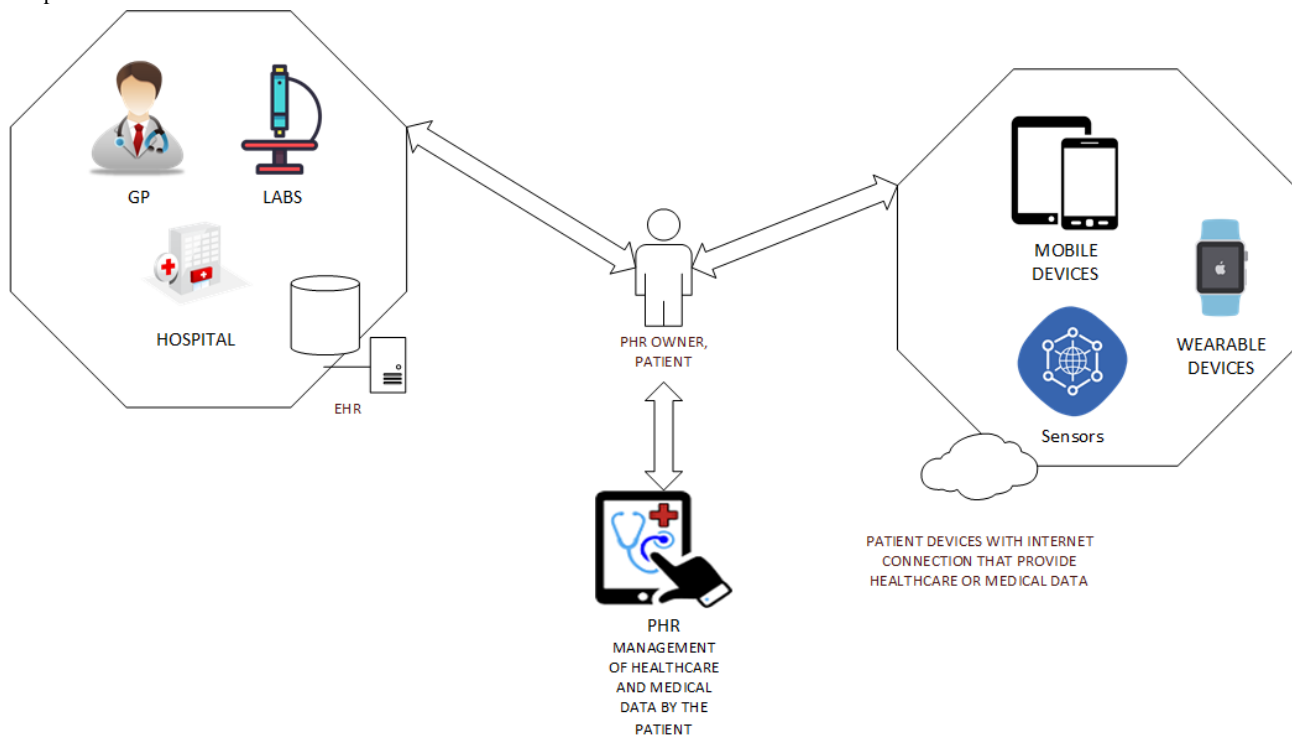 GP
LABS
HOSPITAL
EHR
PHR OWNER,
PATIENT
MOBILE
DEVICES
WEARABLE
DEVICES
Sensors
PATIENT DEVICES WITH INTERNET
CONNECTION THAT PROVIDE
HEALTHCARE OR MEDICAL DATA
PHR
MANAGEMENT
OF HEALTHCARE
AND MEDICAL
DATA BY THE
PATIENT